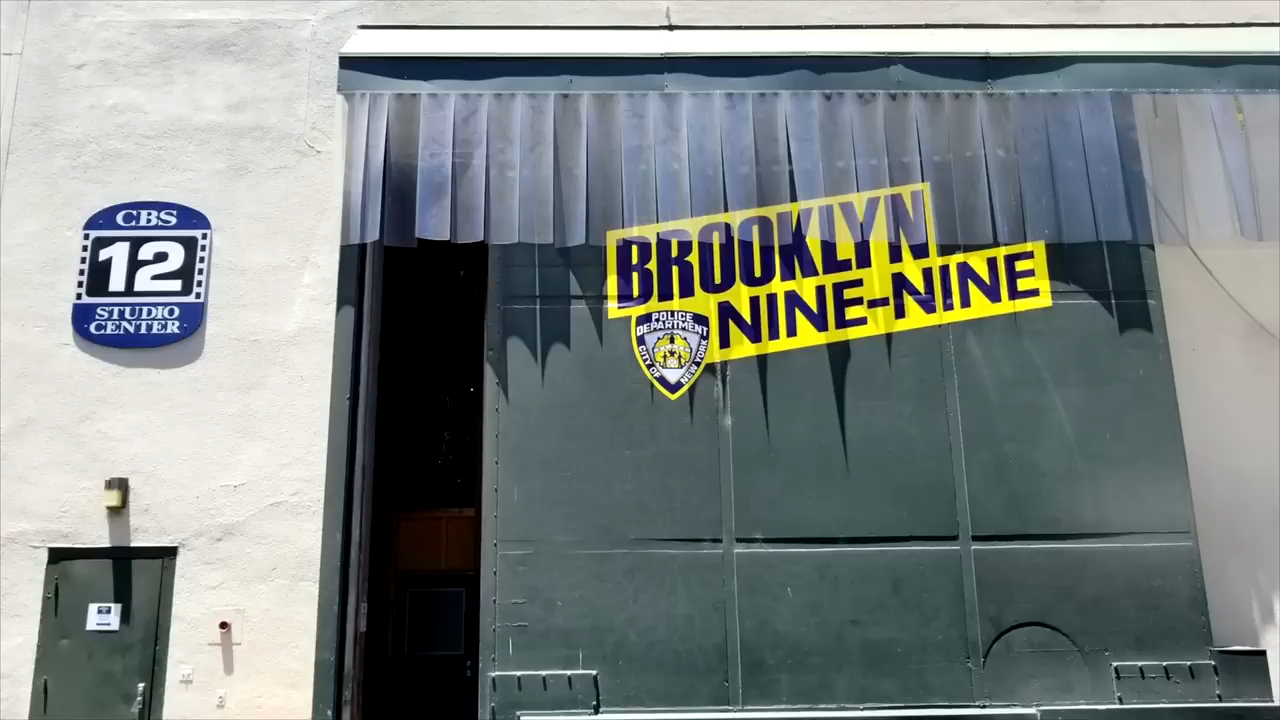 CBS
12
STUDIO
CENTER
BROOKLYN
NINE-NINE
POLICE
DEPARTMENT
CITY OF
NEW YORK